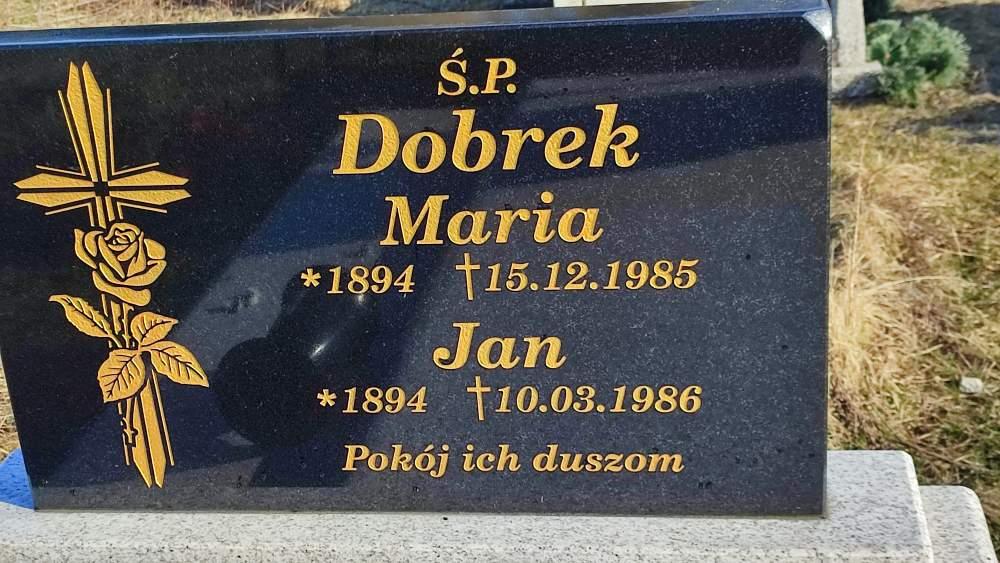 Ś.P.
Dobrek
Maria
*1894 †15.12.1985
Jan
*1894 †10.03.1986
Pokój ich duszom